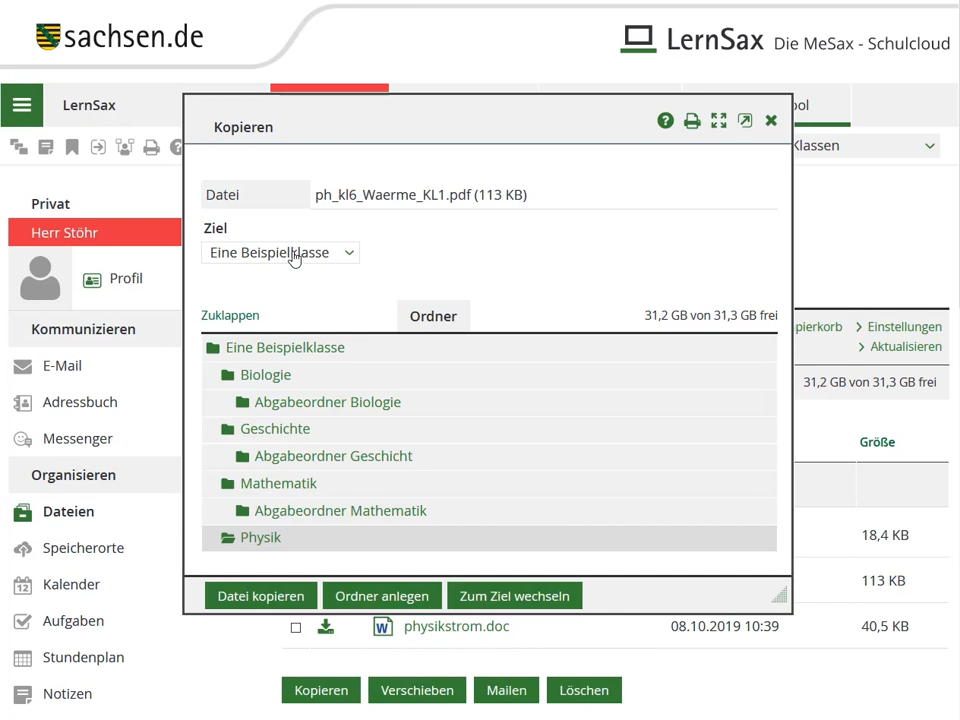 sachsen.de
LernSax Die MeSax - Schulcloud
LernSax
Klassen
Privat
Herr Stöhr
Profil
Kommunizieren
E-Mail
Adressbuch
Messenger
Organisieren
Dateien
Speicherorte
Kalender
12
Aufgaben
Stundenplan
Notizen
Kopieren
Datei ph_kl6_Waerme_KL1.pdf (113 KB)
Ziel
Eine Beispielklasse
Zuklappen Ordner 31,2 GB von 31,3 GB frei
Eine Beispielklasse
Biologie
Abgabeordner Biologie
Geschichte
Abgabeordner Geschicht
Mathematik
Abgabeordner Mathematik
Physik
Datei kopieren Ordner anlegen Zum Ziel wechseln
pierkorb Einstellungen
Aktualisieren
31,2 GB von 31,3 GB frei
Größe
18,4 KB
113 KB
physikstrom.doc 08.10.2019 10:39 40,5 KB
Kopieren Verschieben Mailen Löschen